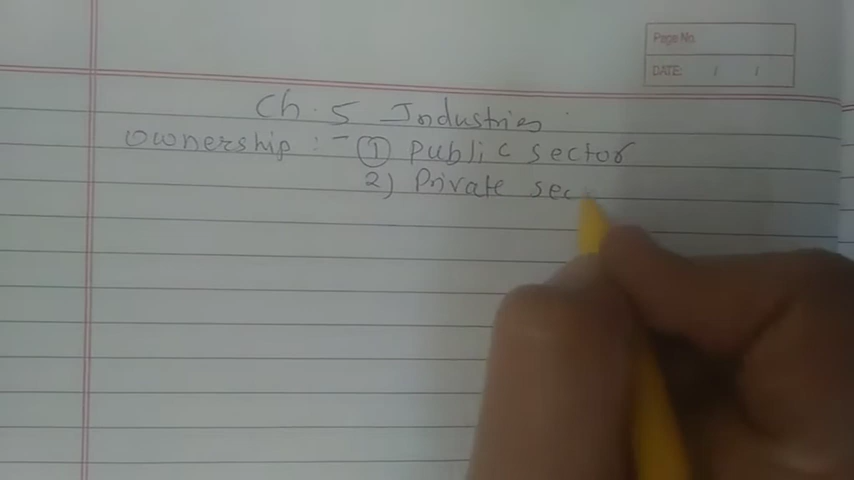 Page No.
DATE: / /
Ch. 5 Industries
ownership :- ① public sector
2) Private sec